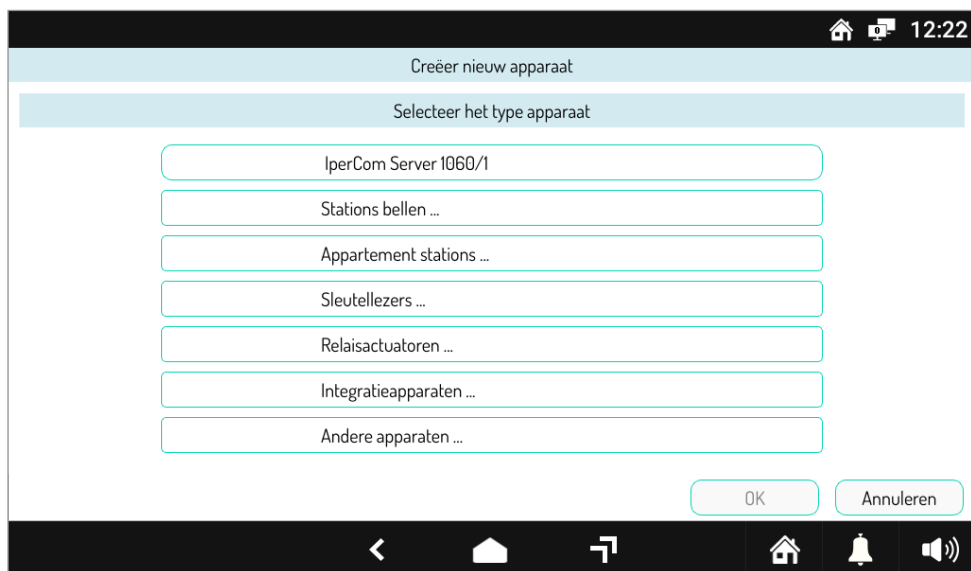 12:22
Creëer nieuw apparaat
Selecteer het type apparaat
IperCom Server 1060/1
Stations bellen ...
Appartement stations ...
Sleutellezers ...
Relaisactuatoren ...
Integratieapparaten ...
Andere apparaten ...
OK Annuleren